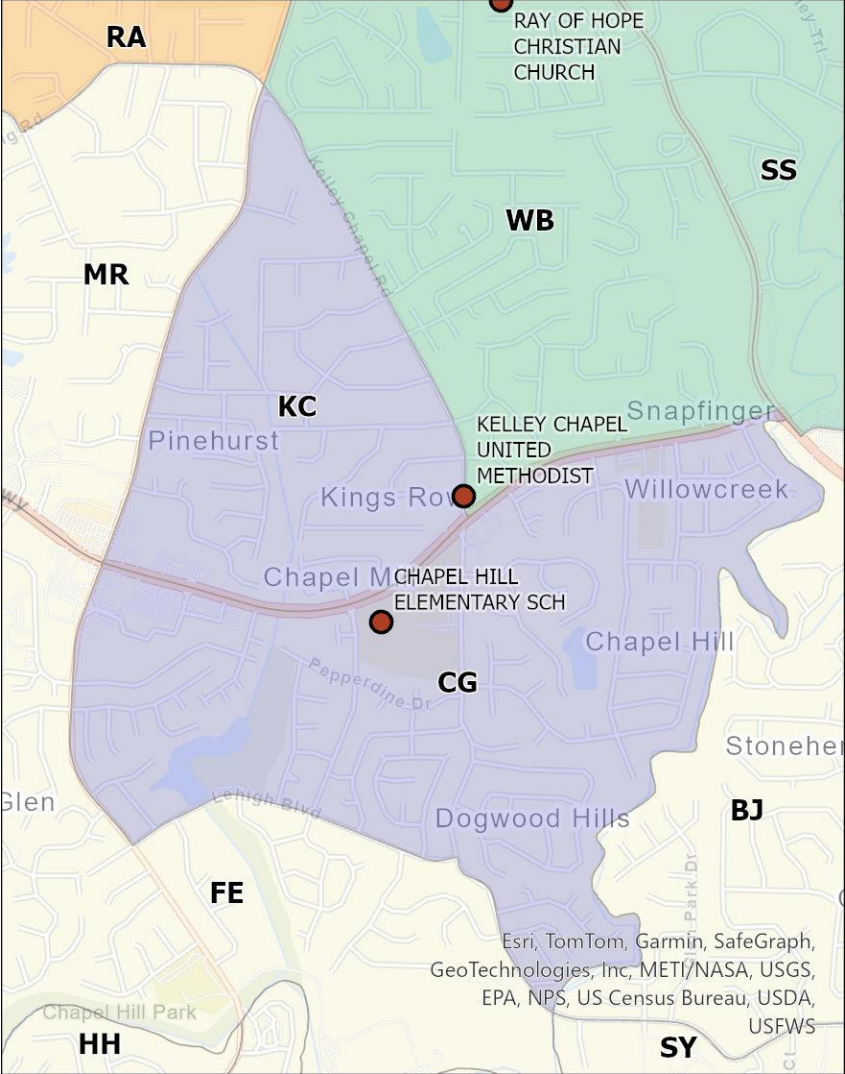 RA
RAY OF HOPE
CHRISTIAN
CHURCH
SS
WB
MR
Kelley Chapel Rd
KC
Snapfinger
Pinehurst
KELLEY CHAPEL
UNITED
METHODIST
Willowcreek
Kings Row
Chapel M
CHAPEL HILL
ELEMENTARY SCH
Chapel Hill
Pepperdine Dr
CG
Stoneher
Glen
Lehigh Blvd
Dogwood Hills
BJ
FE
Park Dr
Esri, TomTom, Garmin, SafeGraph,
GeoTechnologies, Inc, METI/NASA, USGS,
EPA, NPS, US Census Bureau, USDA,
USFWS
Chapel Hill Park
HH
SY
Ct